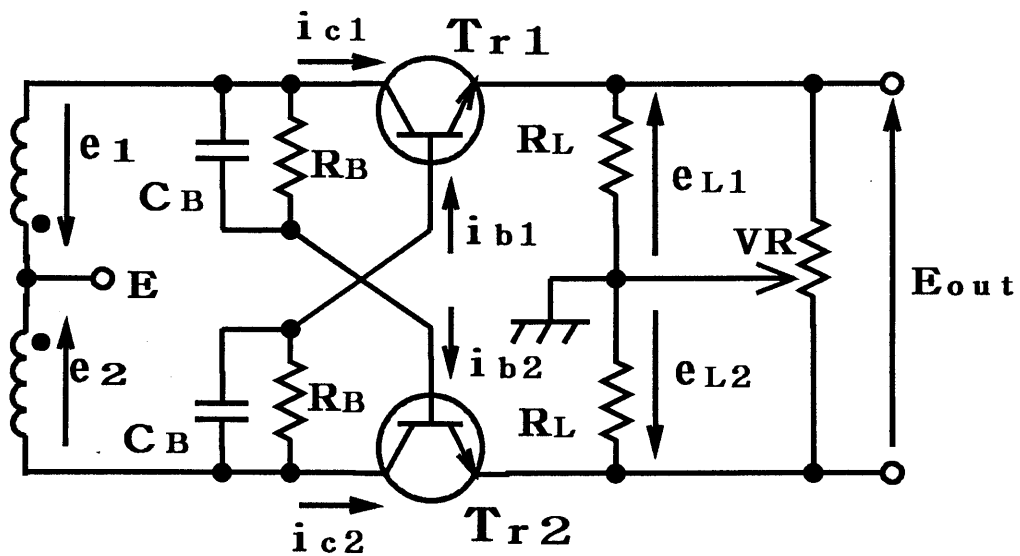 ic1
Tr1
e1
CB
RB
RL
eL1
ib1
VR
E
Eout
e2
ib2
eL2
CB
RB
RL
ic2
Tr2